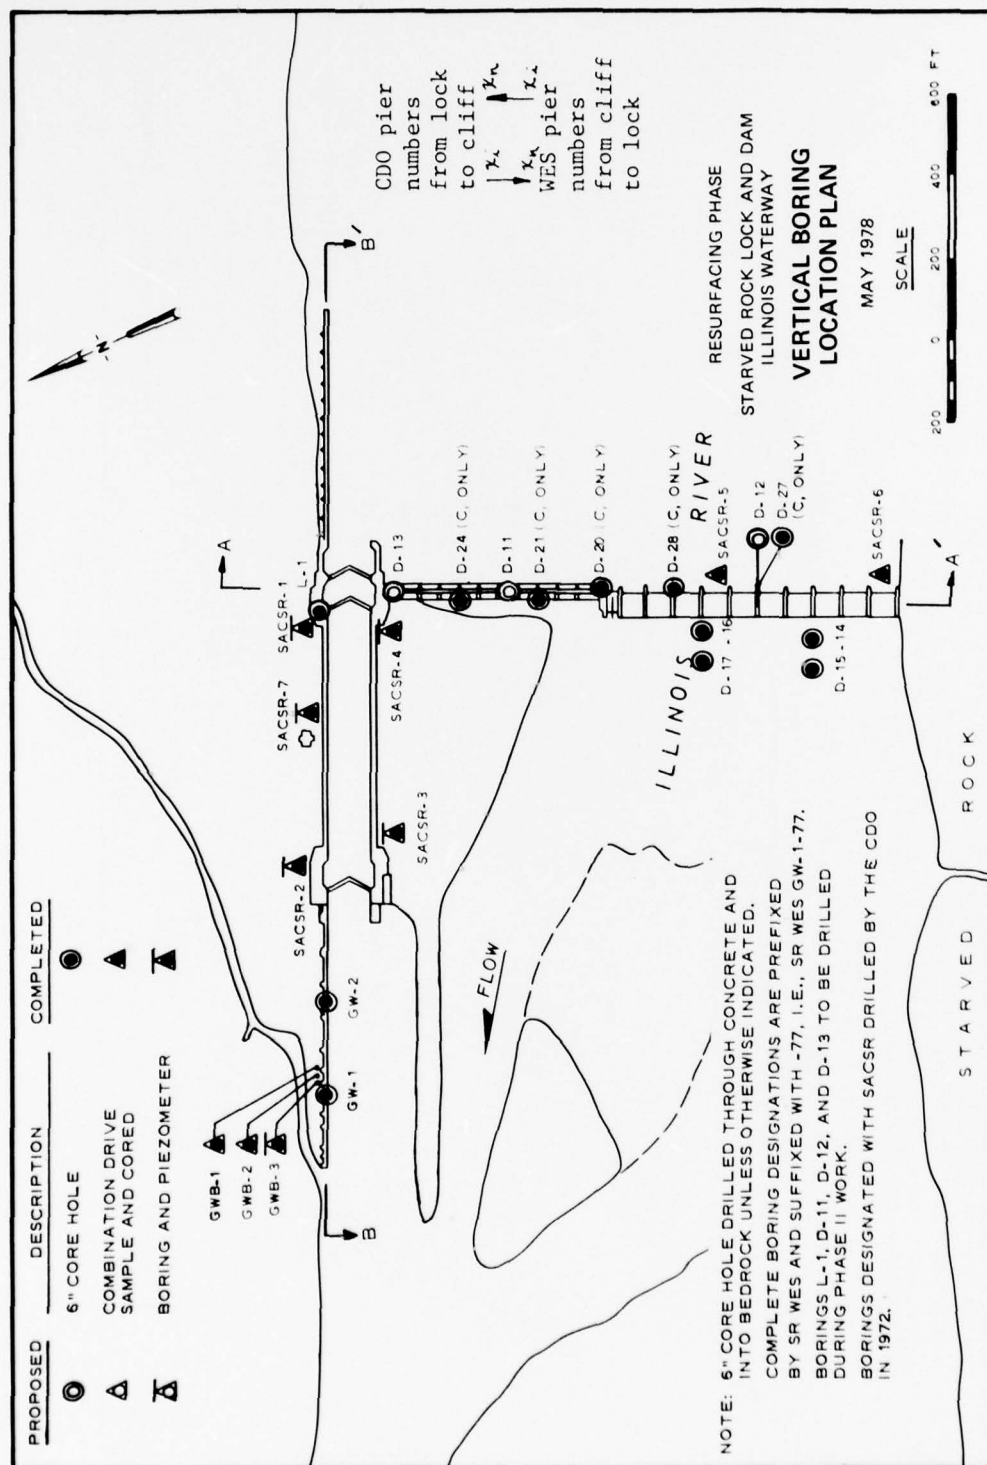 PROPOSED
DESCRIPTION
COMPLETED
6" CORE HOLE
COMBINATION DRIVE
SAMPLE AND CORED
BORING AND PIEZOMETER
N
CDO pier
numbers
from lock
to cliff
WES pier
numbers
from cliff
to lock
xi
xn
xn
xi
GWB-1
GWB-2
GWB-3
GW-1
GW-2
B
B'
A
A'
SACSR-2
SACSR-7
SACSR-1
L-1
SACSR-3
SACSR-4
D-13
D-24 (C, ONLY)
D-11
D-21 (C, ONLY)
D-20 (C, ONLY)
D-28 (C, ONLY)
SACSR-5
D-12
D-27
(C, ONLY)
SACSR-6
D-17 -16
D-15-14
ILLINOIS
RIVER
FLOW
STARVED
ROCK
NOTE: 6" CORE HOLE DRILLED THROUGH CONCRETE AND
INTO BEDROCK UNLESS OTHERWISE INDICATED.
COMPLETE BORING DESIGNATIONS ARE PREFIXED
BY SR WES AND SUFFIXED WITH -77, I.E., SR WES GW-1-77.
BORINGS L-1, D-11, D-12, AND D-13 TO BE DRILLED
DURING PHASE II WORK.
BORINGS DESIGNATED WITH SACSR DRILLED BY THE CDO
IN 1972.
RESURFACING PHASE
STARVED ROCK LOCK AND DAM
ILLINOIS WATERWAY
VERTICAL BORING
LOCATION PLAN
MAY 1978
SCALE
200 0 200 400 600 FT